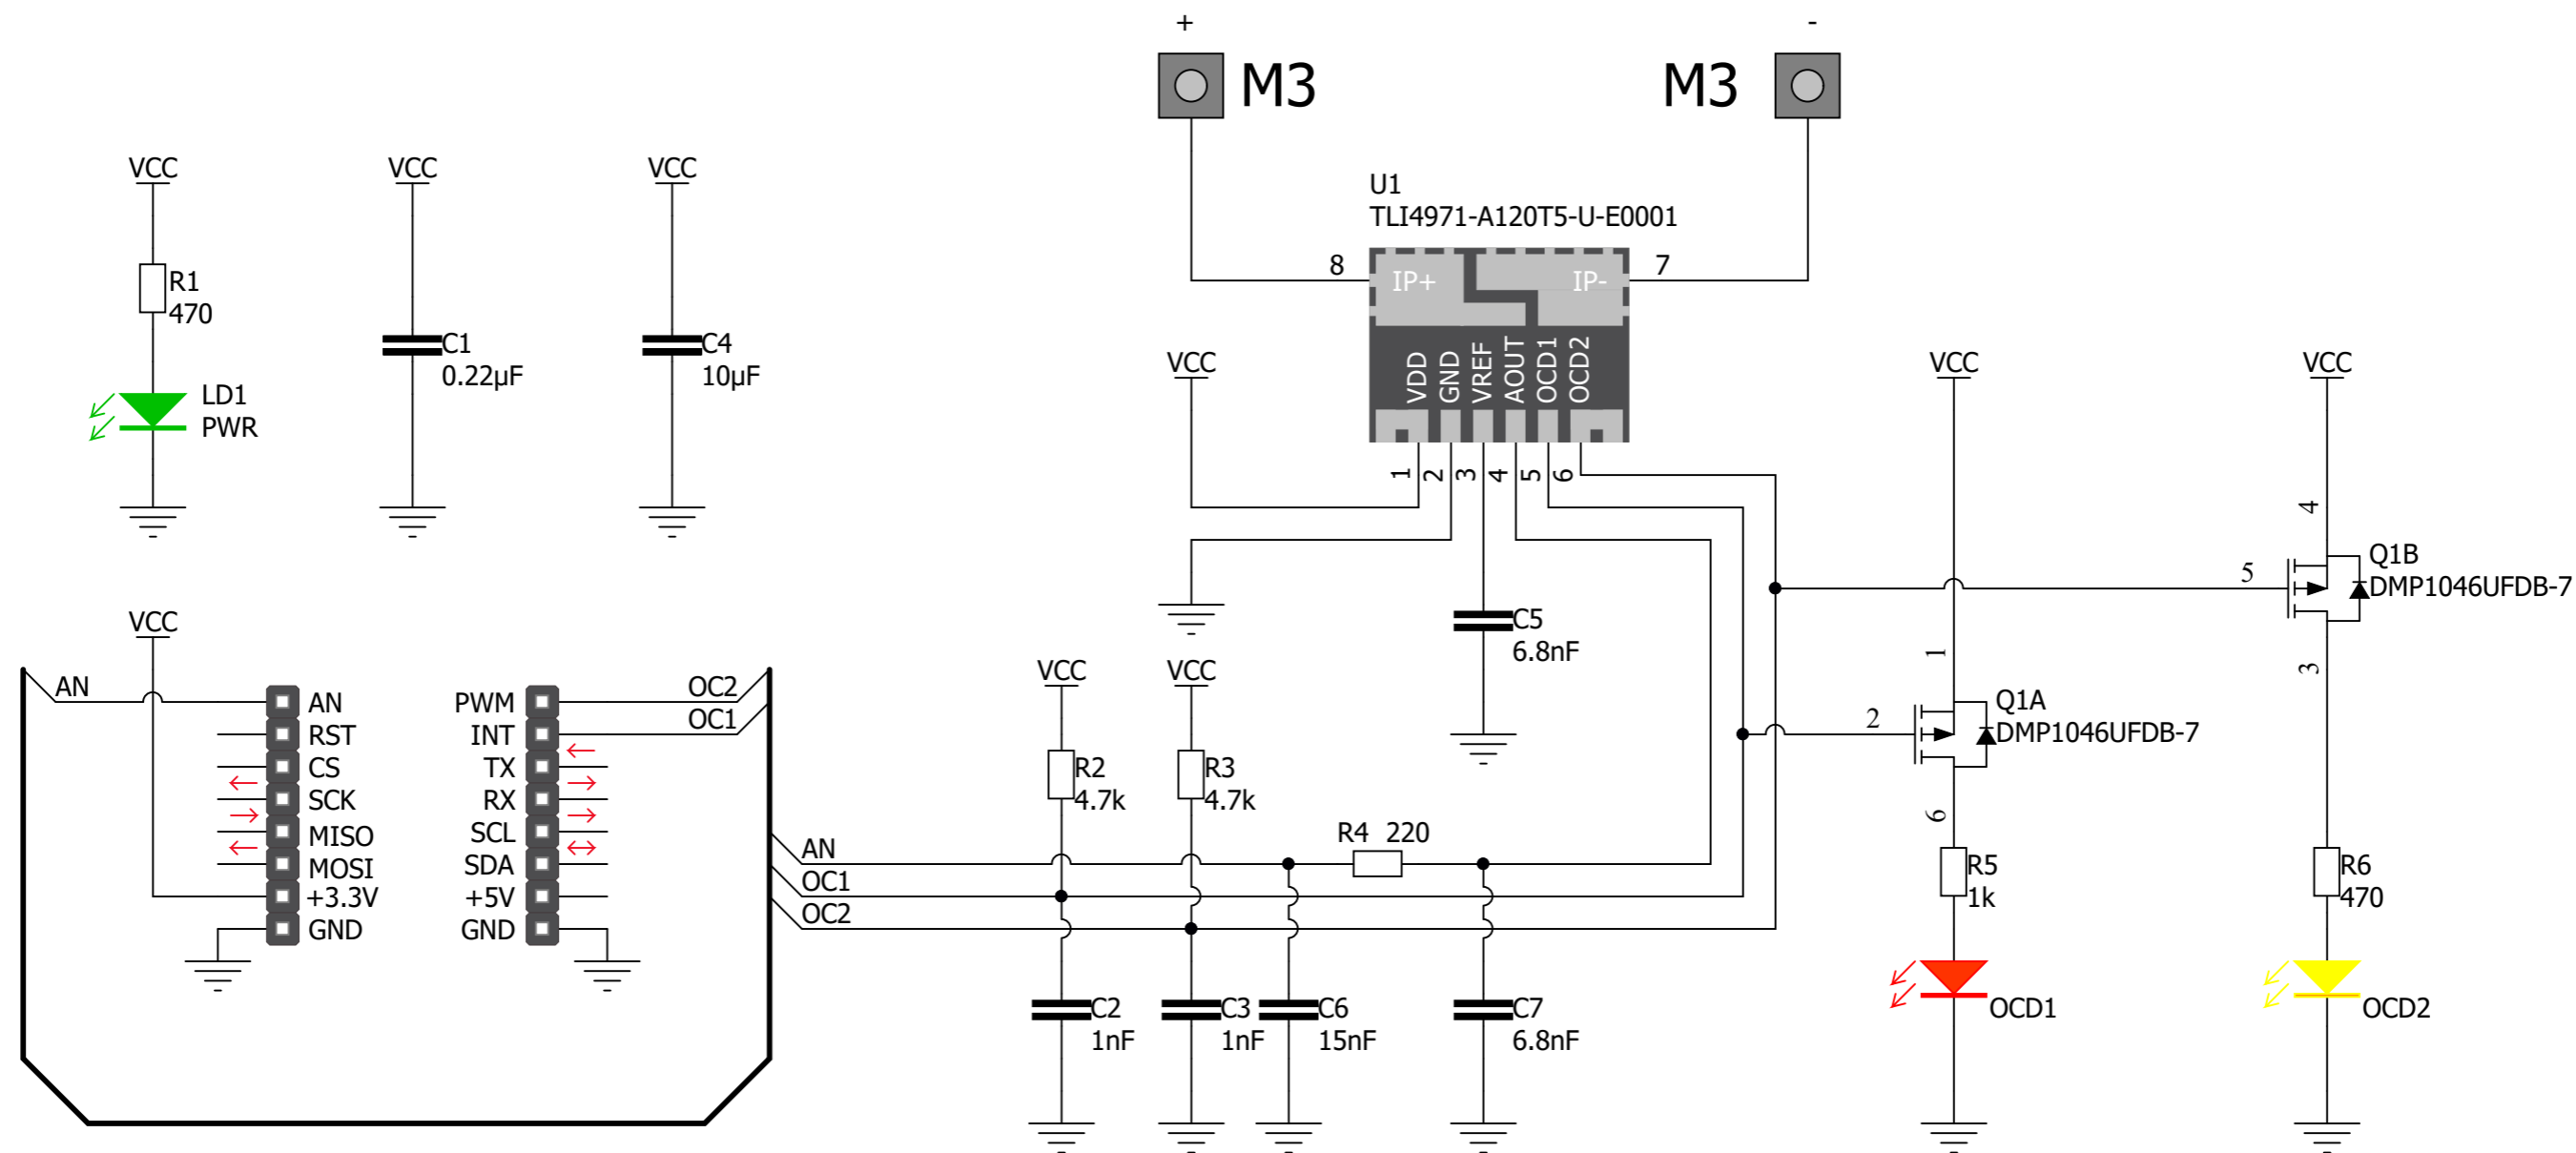 +
-
M3
M3
VCC
VCC
VCC
U1
TLI4971-A120T5-U-E0001
8
7
IP+
IP-
R1
470
C1
0.22µF
C4
10µF
LD1
PWR
VCC
VDD
GND
VREF
AOUT
OCD1
OCD2
1
2
3
4
5
6
VCC
VCC
4
Q1B
DMP1046UFDB-7
5
3
C5
6.8nF
VCC
VCC
VCC
1
Q1A
DMP1046UFDB-7
2
6
AN
AN
RST
CS
SCK
MISO
MOSI
+3.3V
GND
PWM
INT
TX
RX
SCL
SDA
+5V
GND
OC2
OC1
R2
4.7k
R3
4.7k
R4 220
AN
OC1
OC2
R5
1k
R6
470
C2
1nF
C3
1nF
C6
15nF
C7
6.8nF
OCD1
OCD2